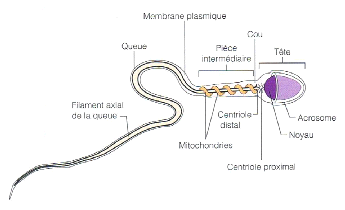 Membrane plasmique
Cou
Queue
Pièce
intermédiaire
Tête
Filament axial
de la queue
Centriole
distal
Acrosome
Mitochondries
Noyau
Centriole proximal